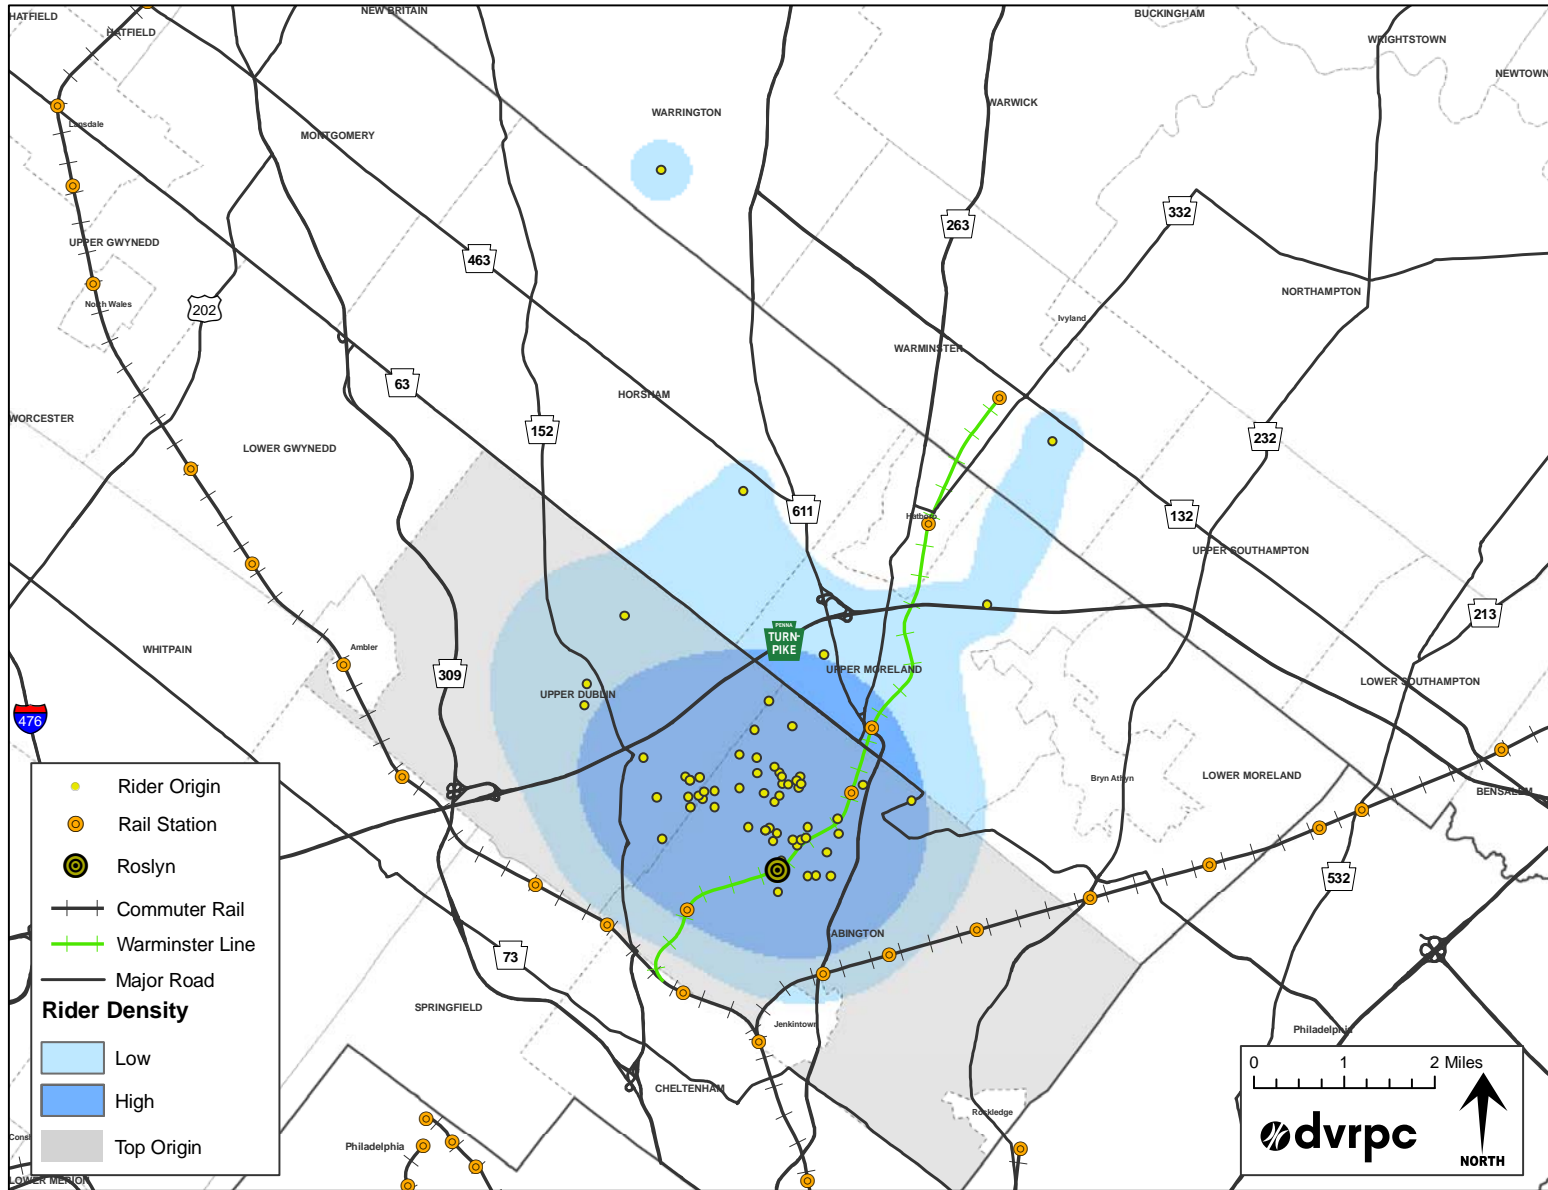 HATFIELD
NEW BRITAIN
BUCKINGHAM
HATFIELD
WRIGHTSTOWN
NEWTOWN
WARRINGTON
WARWICK
Lansdale
MONTGOMERY
332
263
UPPER GWYNEDD
463
NORTHAMPTON
North Wales
202
Ivyland
WARMINSTER
63
HORSHAM
WORCESTER
152
232
LOWER GWYNEDD
611
Hatboro
132
UPPER SOUTHAMPTON
213
PENNA
TURN-
PIKE
WHITPAIN
Ambler
309
UPPER MORELAND
LOWER SOUTHAMPTON
UPPER DUBLIN
476
Bryn Athyn
LOWER MORELAND
BENSALEM
532
ABINGTON
73
SPRINGFIELD
Jenkintown
Philadelphia
CHELTENHAM
Rockledge
Philadelphia
LOWER MERION
Rider Origin
Rail Station
Roslyn
Commuter Rail
Warminster Line
Major Road
Rider Density
Low
High
Top Origin
0 1 2 Miles
dvrpc
NORTH